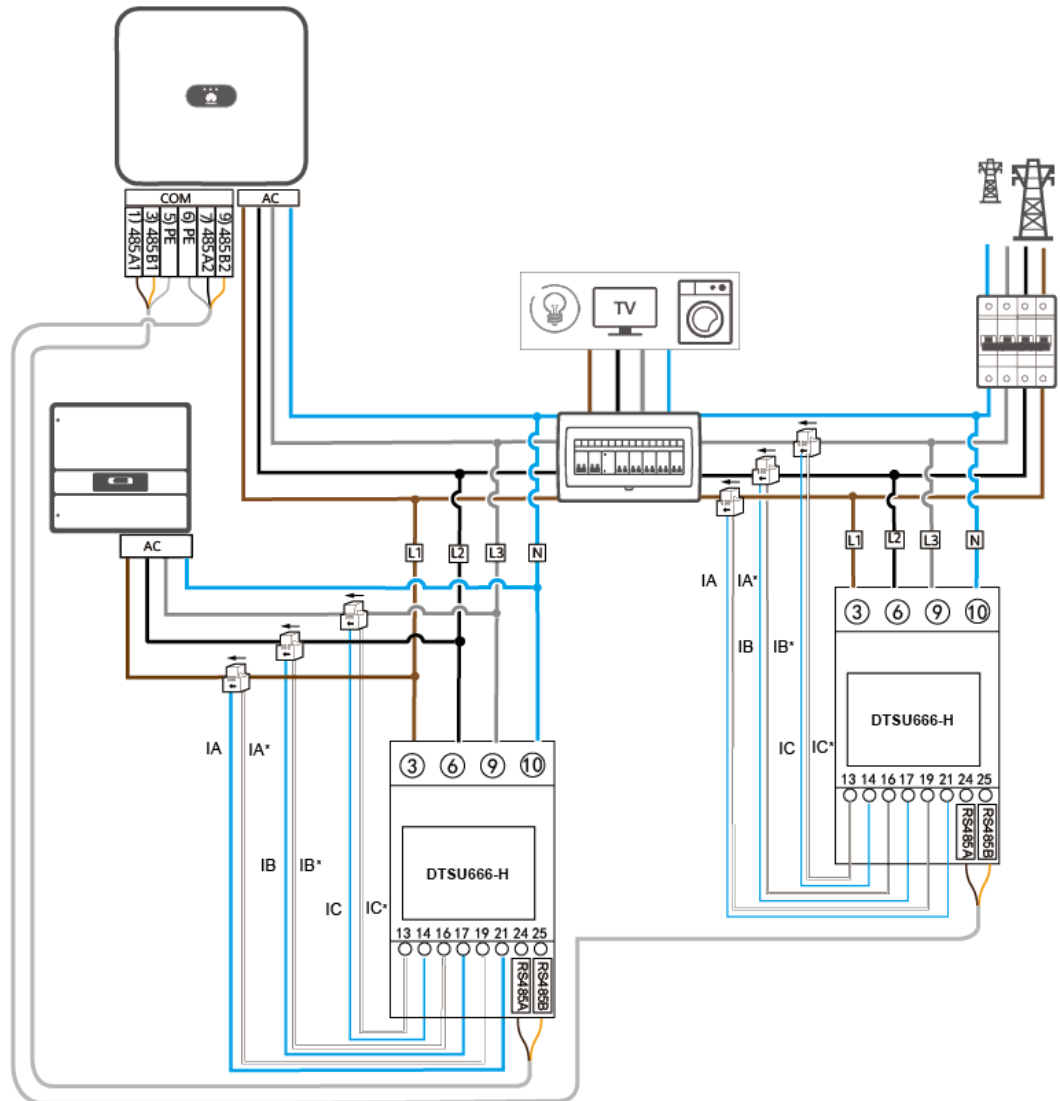 COM
AC
1) 485A1
3) 485B1
5) PE
6) PE
7) 485A2
9) 485B2
TV
AC
L1
L2
L3
N
L1
L2
L3
N
IA
IA*
IB
IB*
IC
IC*
3
6
9
10
DTSU666-H
13 14 16 17 19 21 24 25
RS485A
RS485B
IA
IA*
IB
IB*
IC
IC*
3
6
9
10
DTSU666-H
13 14 16 17 19 21 24 25
RS485A
RS485B